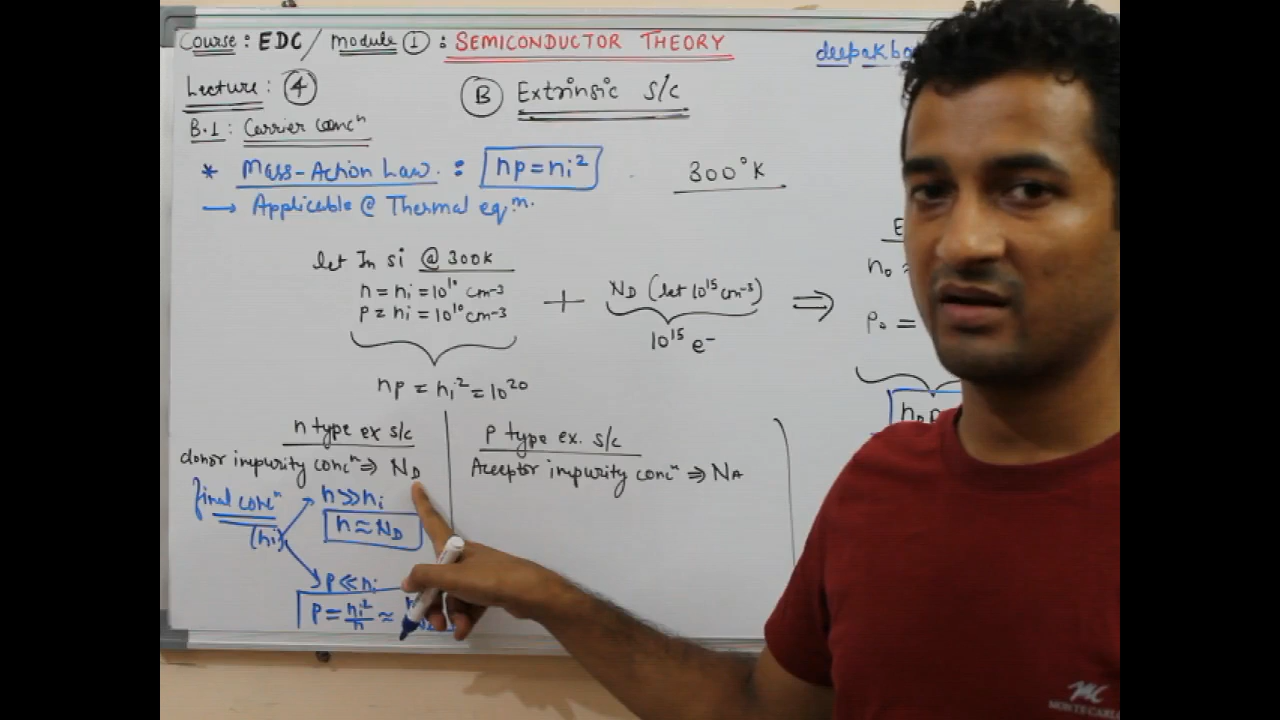 Course: EDC / Module ①: SEMICONDUCTOR THEORY
Lecture: ④
Ⓑ Extrinsic s/c
B.1: Carrier concⁿ
* Mass-Action Law : np = ni²
300°K
→ Applicable @ Thermal eqᵐ.
let In si @ 300K
n = ni = 10¹⁰ cm-3
p = ni = 10¹⁰ cm-3
+
ND (let 10¹⁵ cm-3)
10¹⁵ e⁻
⇒
n₀
p₀ =
np = ni² = 10²⁰
n type ex s/c
donor impurity concⁿ ⇒ ND
final concⁿ
(ni)
n >> ni
n ≈ ND
p << ni
p = ni²/n ≈
p type ex. s/c
Acceptor impurity concⁿ ⇒ NA